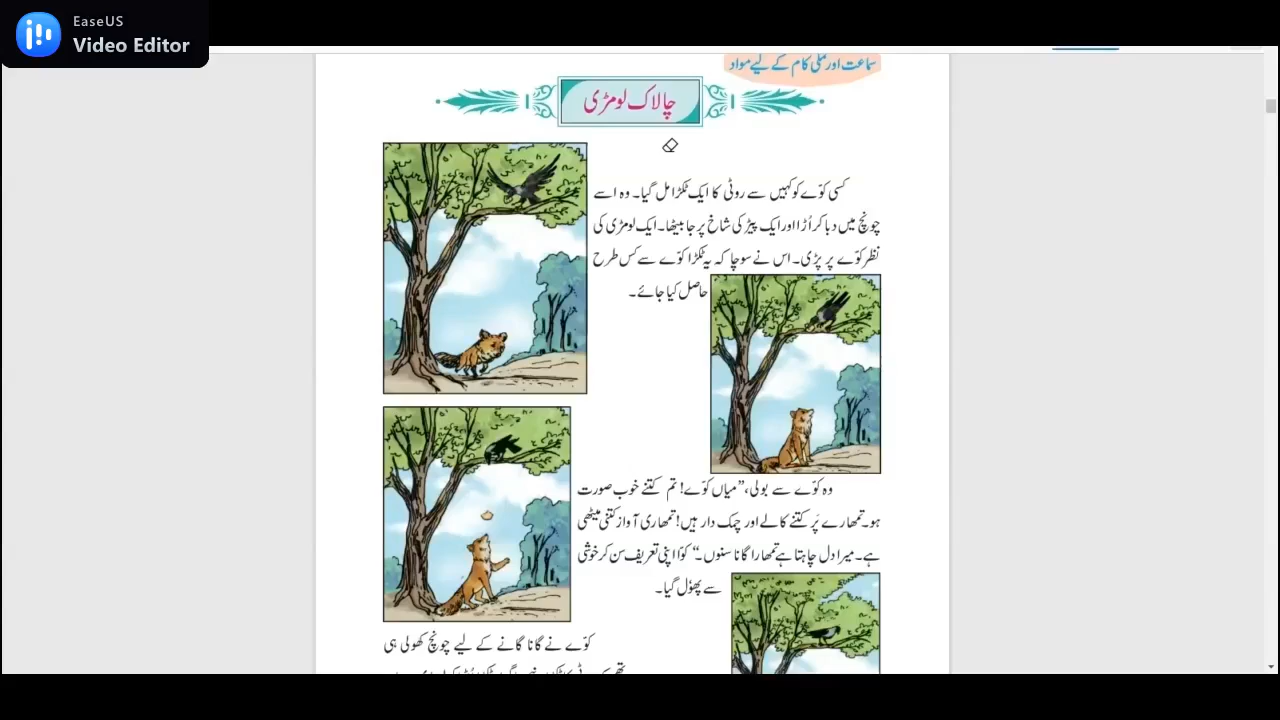 EaseUS
Video Editor
سماعت اور عملی کام کے لیے مواد
چالاک لومڑی
کسی کوّے کو کہیں سے روٹی کا ایک ٹکڑا مل گیا۔ وہ اسے
چونچ میں دبا کر اُڑا اور ایک پیڑ کی شاخ پر جا بیٹھا۔ ایک لومڑی کی
نظر کوّے پر پڑی۔ اس نے سوچا کہ یہ ٹکڑا کوّے سے کس طرح
حاصل کیا جائے۔
وہ کوّے سے بولی، ”میاں کوّے! تم کتنے خوب صورت
ہو۔ تمھارے پَر کتنے کالے اور چمک دار ہیں! تمھاری آواز کتنی میٹھی
ہے۔ میرا دل چاہتا ہے تمھارا گانا سنوں۔“ کوّا اپنی تعریف سن کر خوشی
سے پھوٗل گیا۔
کوّے نے گانا گانے کے لیے چونچ کھولی ہی